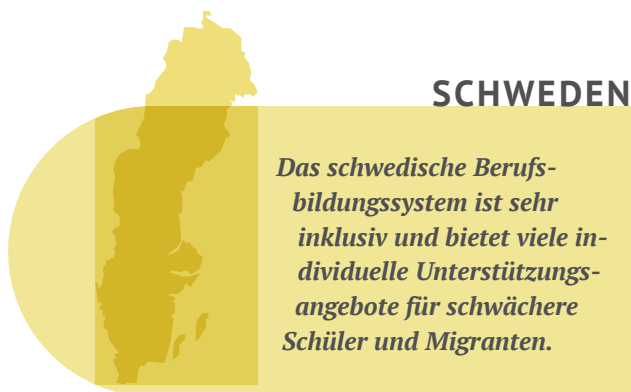 SCHWEDEN
Das schwedische Berufs-
bildungssystem ist sehr
inklusiv und bietet viele in-
dividuelle Unterstützungs-
angebote für schwächere
Schüler und Migranten.